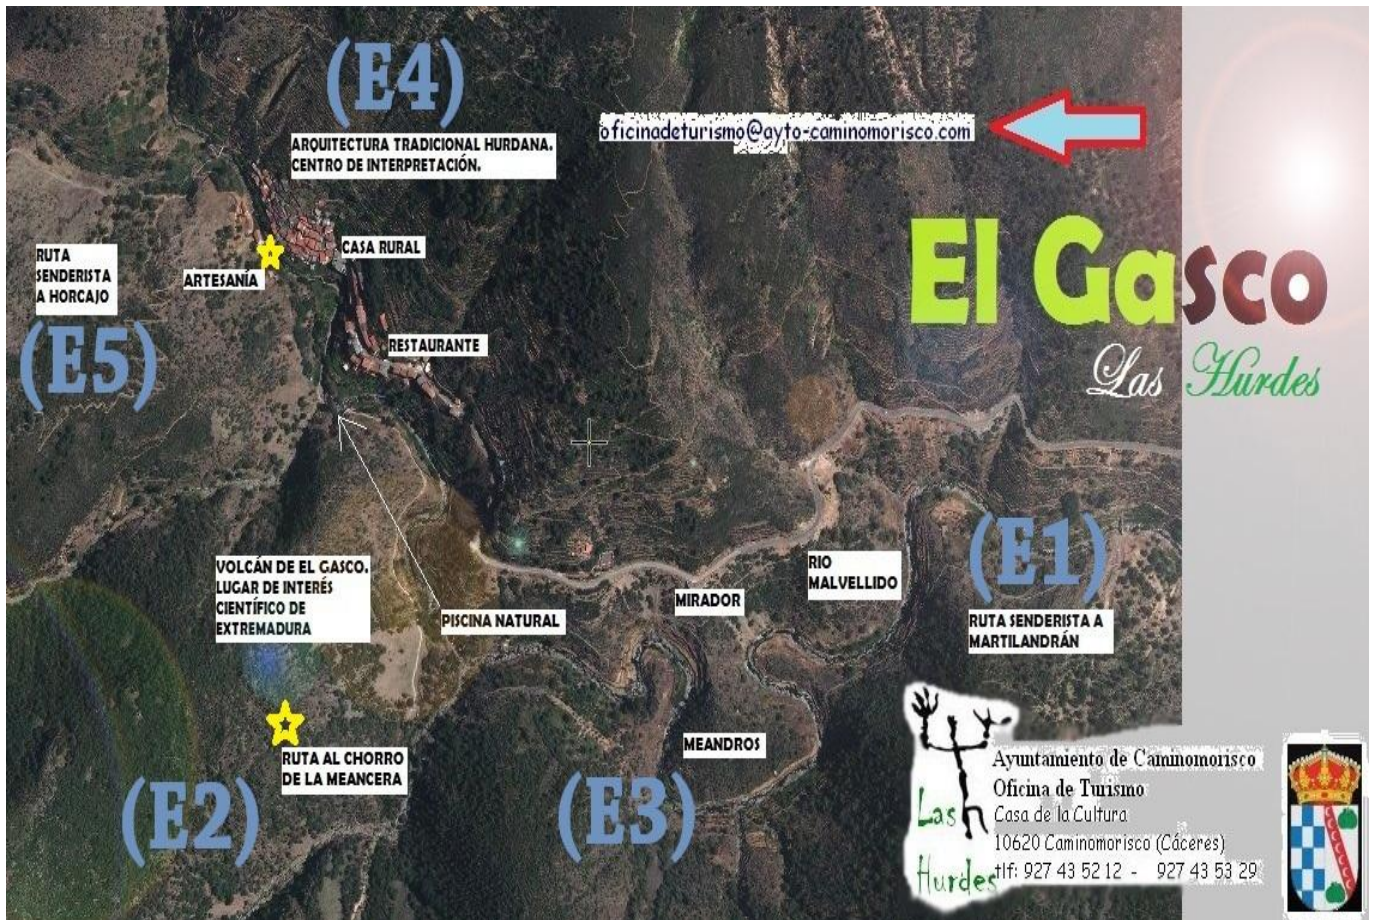 (E4)
ARQUITECTURA TRADICIONAL HURDANA.
CENTRO DE INTERPRETACIÓN.
oficinadeturismo@ayto-caminomorisco.com
El Gasco
Las Hurdes
RUTA
SENDERISTA
A HORCAJO
(E5)
ARTESANÍA
CASA RURAL
RESTAURANTE
VOLCÁN DE EL GASCO.
LUGAR DE INTERÉS
CIENTÍFICO DE
EXTREMADURA
PISCINA NATURAL
MIRADOR
RIO
MALVELLIDO
(E1)
RUTA SENDERISTA A
MARTILANDRÁN
RUTA AL CHORRO
DE LA MEANCERA
(E2)
MEANDROS
(E3)
Las
Hurdes
Ayuntamiento de Caminomorisco
Oficina de Turismo
Casa de la Cultura
10620 Caminomorisco (Cáceres)
tlf: 927 43 52 12 - 927 43 53 29